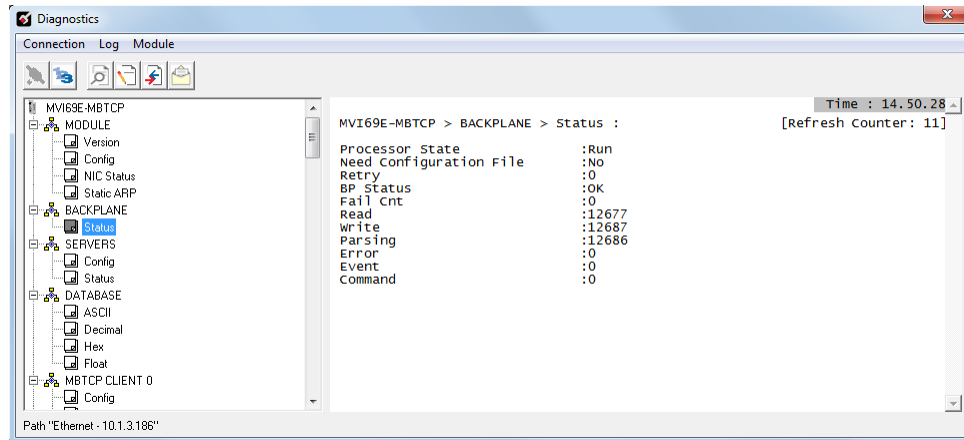 Diagnostics
Connection Log Module
MVI69E-MBTCP
MODULE
Version
Config
NIC Status
Static ARP
BACKPLANE
Status
SERVERS
Config
Status
DATABASE
ASCII
Decimal
Hex
Float
MBTCP CLIENT 0
Config
Time : 14.50.28
MVI69E-MBTCP > BACKPLANE > Status : [Refresh Counter: 11]
Processor State :Run
Need Configuration File :No
Retry :0
BP Status :OK
Fail Cnt :0
Read :12677
Write :12687
Parsing :12686
Error :0
Event :0
Command :0
Path "Ethernet - 10.1.3.186"